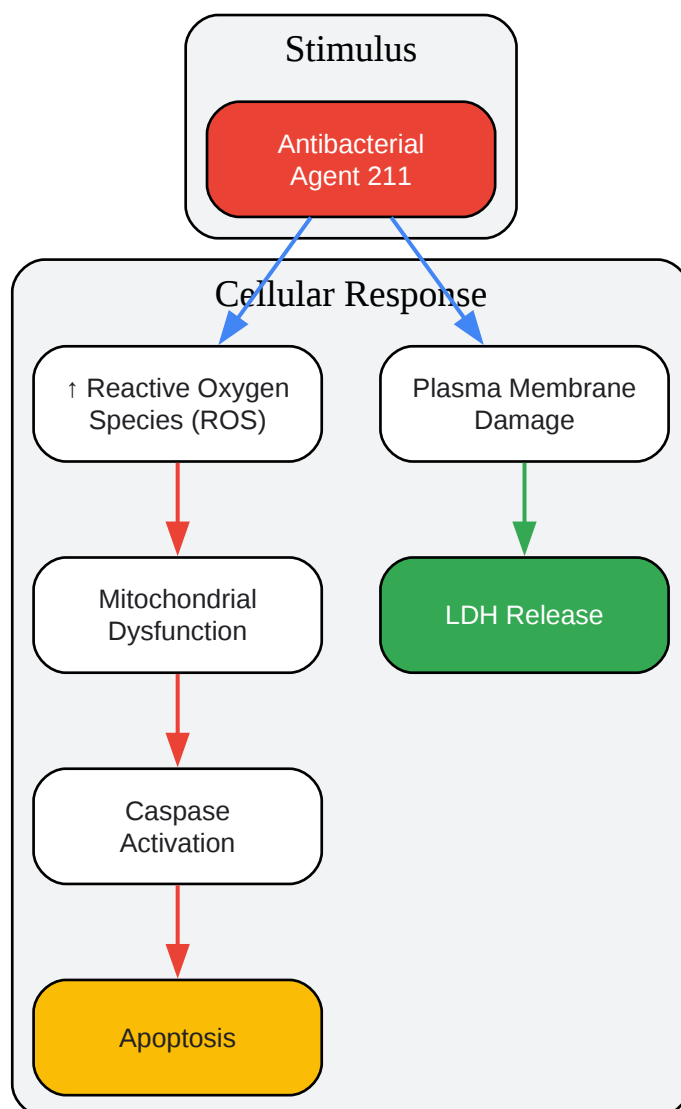 Stimulus
Antibacterial
Agent 211
Cellular Response
↑ Reactive Oxygen
Species (ROS)
Plasma Membrane
Damage
Mitochondrial
Dysfunction
LDH Release
Caspase
Activation
Apoptosis